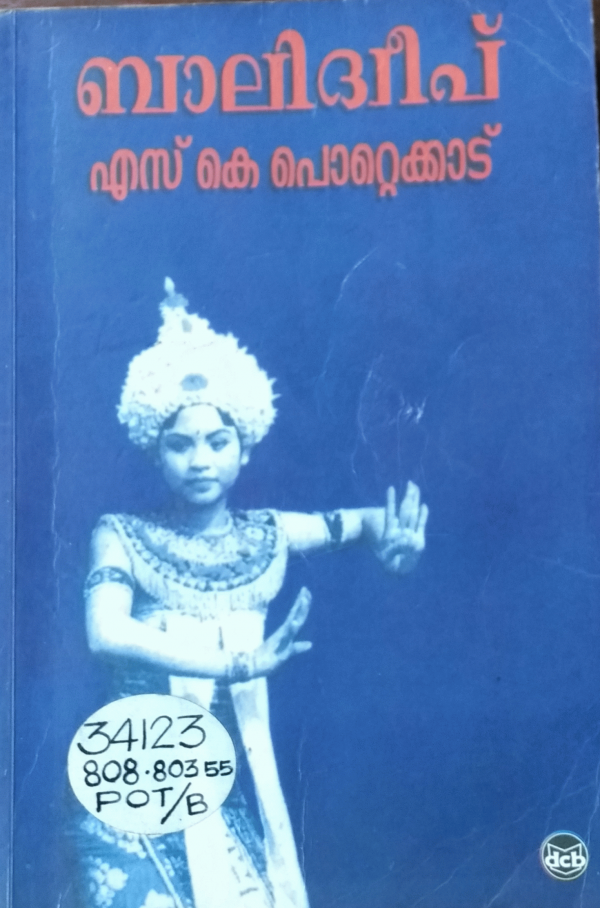 ബാലിദ്വീപ്
എസ് കെ പൊറ്റെക്കാട്
34123
808.80355
POT/B
dcb